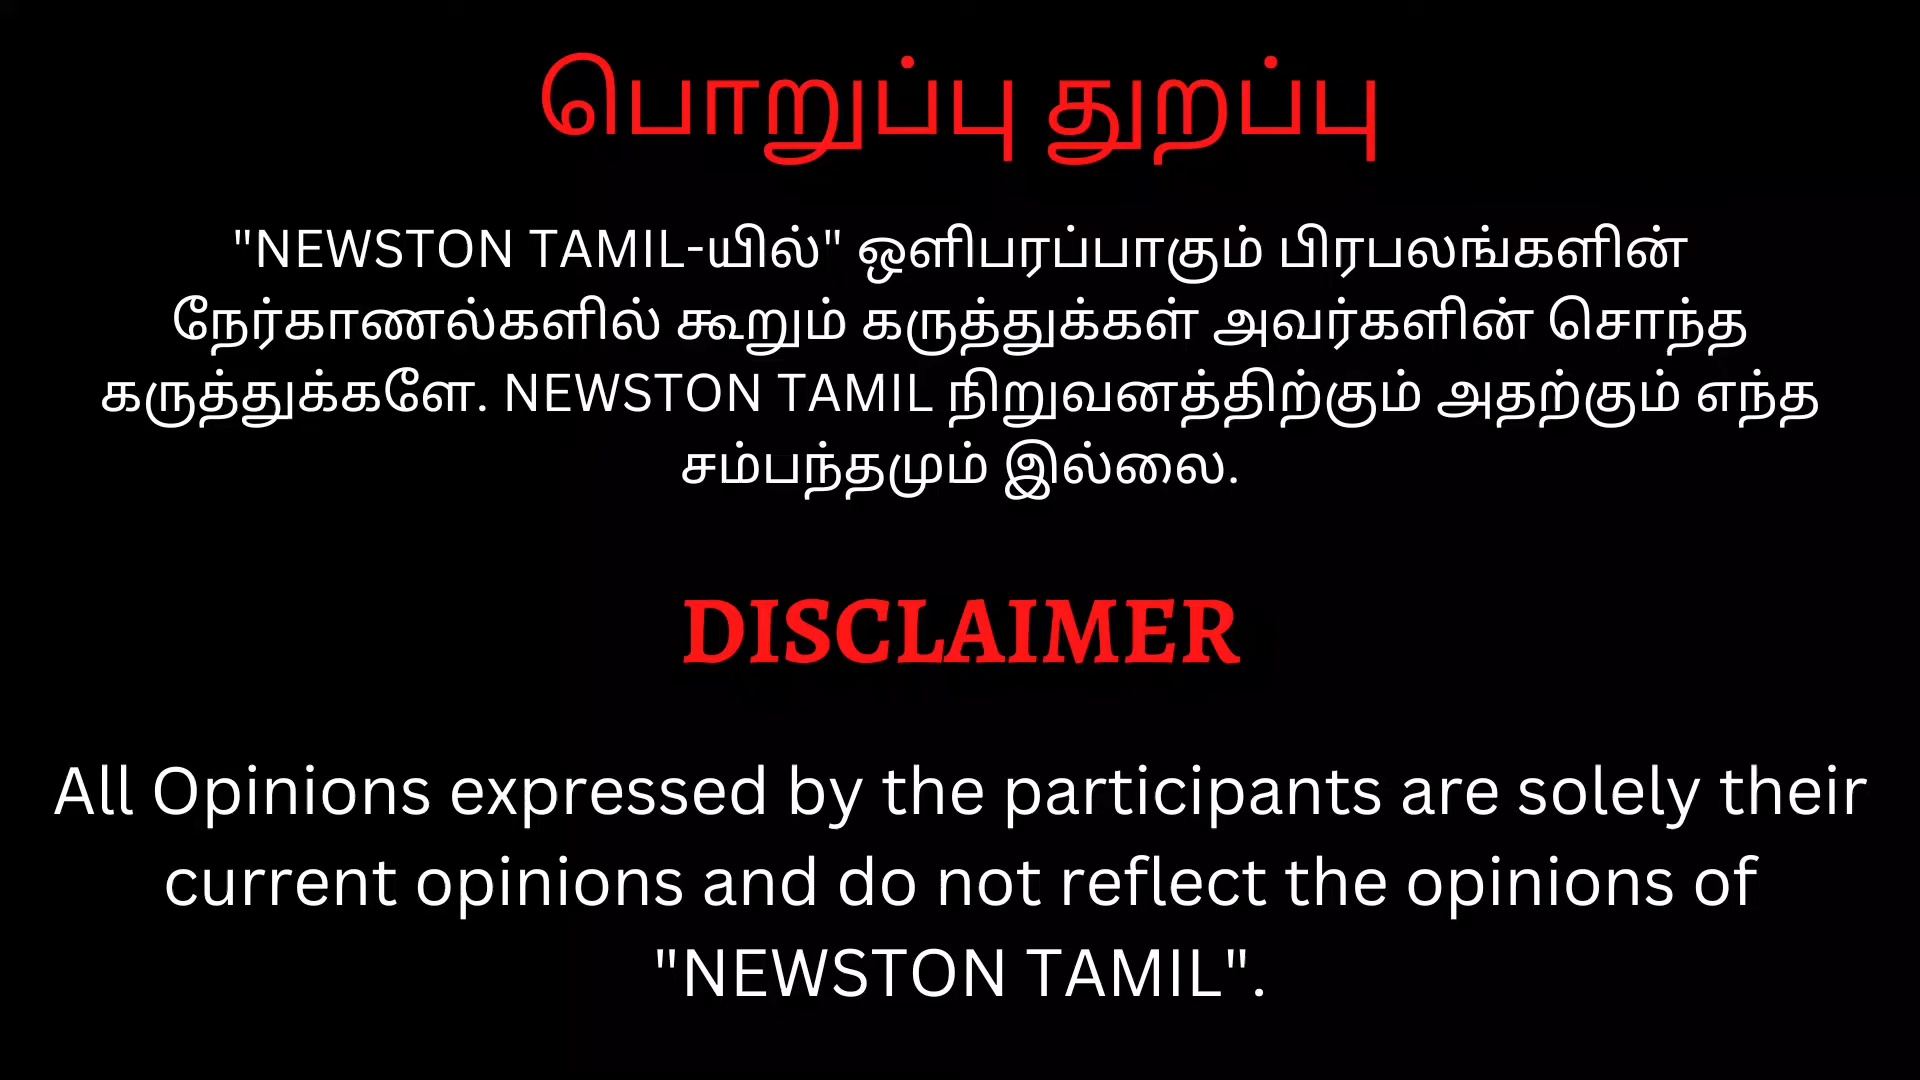 பொறுப்பு துறப்பு
"NEWSTON TAMIL-யில்" ஒளிபரப்பாகும் பிரபலங்களின்
நேர்காணல்களில் கூறும் கருத்துக்கள் அவர்களின் சொந்த
கருத்துக்களே. NEWSTON TAMIL நிறுவனத்திற்கும் அதற்கும் எந்த
சம்பந்தமும் இல்லை.
DISCLAIMER
All Opinions expressed by the participants are solely their
current opinions and do not reflect the opinions of
"NEWSTON TAMIL".